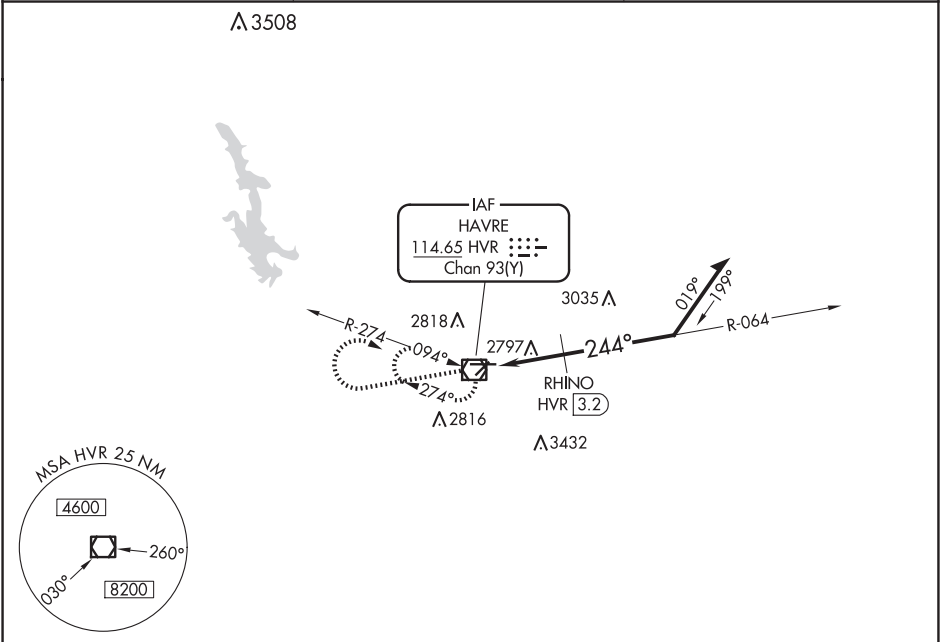 3508
IAF
HAVRE
114.65 HVR
Chan 93(Y)
3035
019°
199°
R-064
R-274
2818
094°
2797
244°
274°
RHINO
HVR 3.2
2816
3432
MSA HVR 25 NM
4600
260°
030°
8200